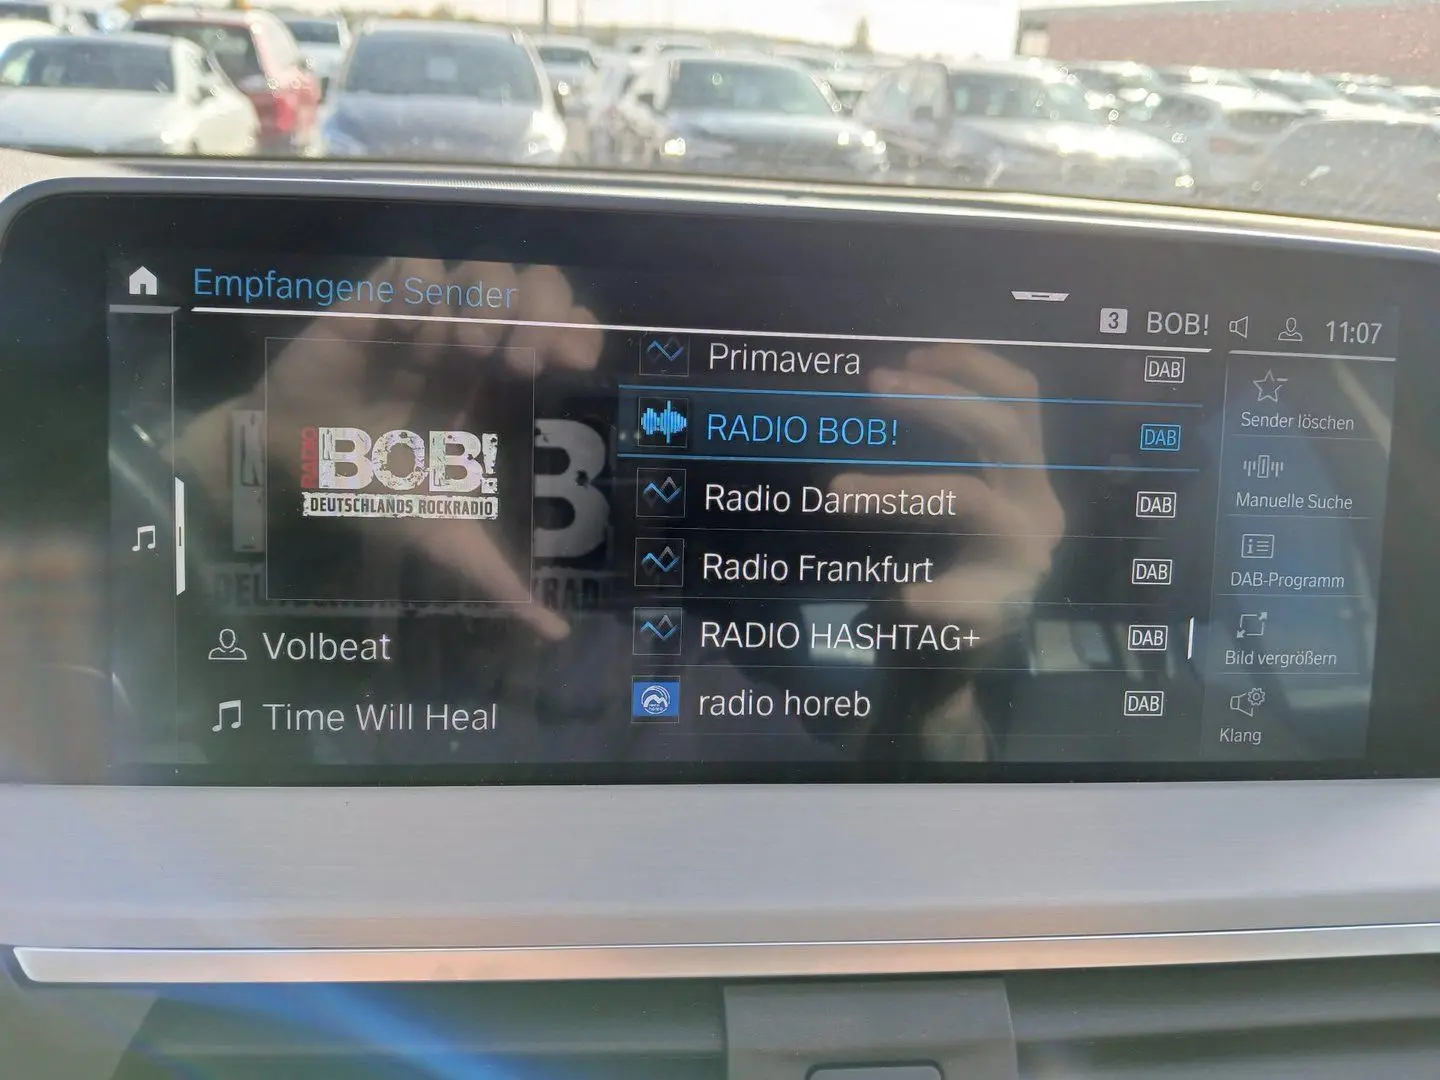 Empfangene Sender
3 BOB! 11:07
RADIO
BOB!
DEUTSCHLANDS ROCKRADIO
Volbeat
Time Will Heal
Primavera DAB
RADIO BOB! DAB
Radio Darmstadt DAB
Radio Frankfurt DAB
RADIO HASHTAG+ DAB
radio horeb DAB
Sender löschen
Manuelle Suche
DAB-Programm
Bild vergrößern
Klang